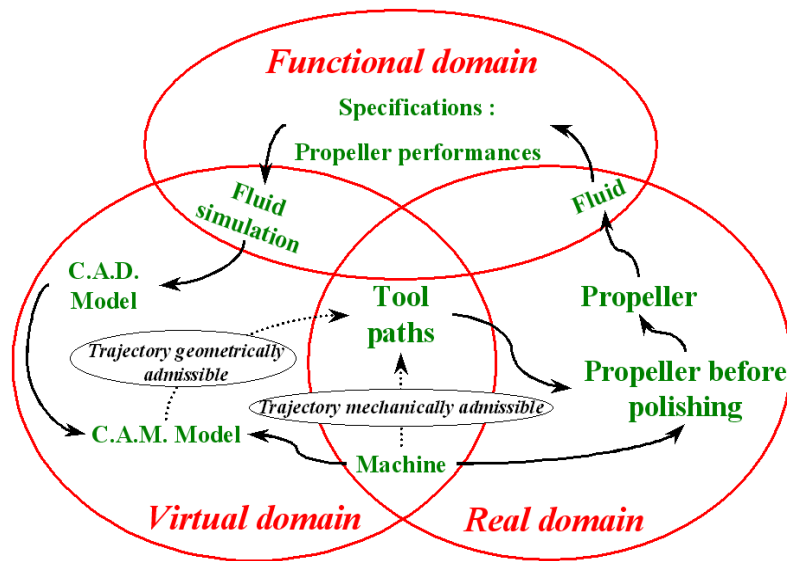 Functional domain
Specifications :
Propeller performances
Fluid
simulation
Fluid
C.A.D.
Model
Tool
paths
Propeller
Trajectory geometrically
admissible
Propeller before
polishing
Trajectory mechanically admissible
C.A.M. Model
Machine
Virtual domain
Real domain